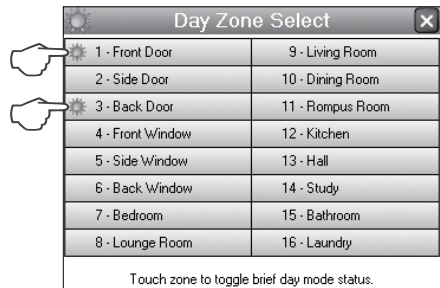 Day Zone Select
1 - Front Door
2 - Side Door
3 - Back Door
4 - Front Window
5 - Side Window
6 - Back Window
7 - Bedroom
8 - Lounge Room
9 - Living Room
10 - Dining Room
11 - Rompus Room
12 - Kitchen
13 - Hall
14 - Study
15 - Bathroom
16 - Laundry
Touch zone to toggle brief day mode status.